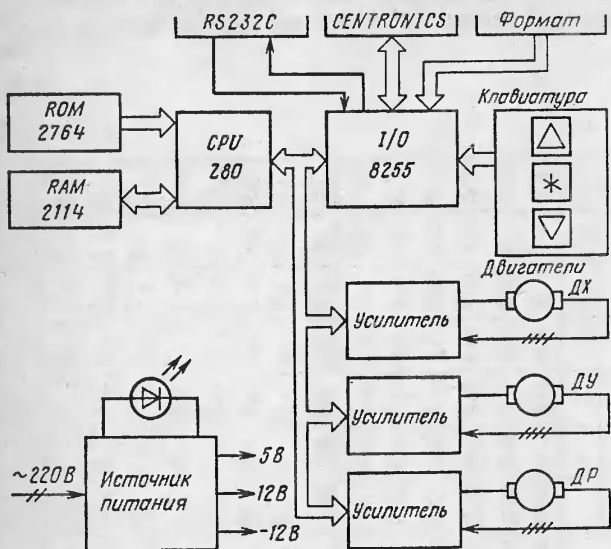 RS232C
CENTRONICS
Формат
ROM
2764
CPU
Z80
I/O
8255
Клавиатура
RAM
2114
*
Двигатели
Усилитель
ДХ
Усилитель
ДУ
Усилитель
ДР
~220В
Источник
питания
5В
12В
-12В